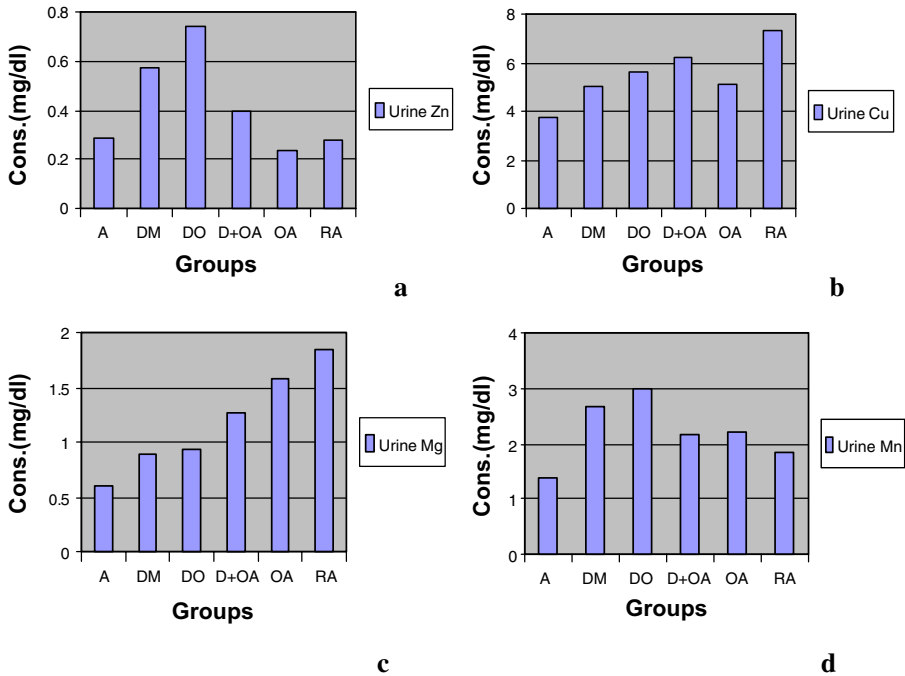 Cons.(mg/dl)
0.8
0.6
0.4
0.2
0
A DM DO D+OA OA RA
Groups
Urine Zn
a
Cons.(mg/dl)
8
6
4
2
0
A DM DO D+OA OA RA
Groups
Urine Cu
b
Cons.(mg/dl)
2
1.5
1
0.5
0
A DM DO D+OA OA RA
Groups
Urine Mg
c
Cons.(mg/dl)
4
3
2
1
0
A DM DO D+OA OA RA
Groups
Urine Mn
d